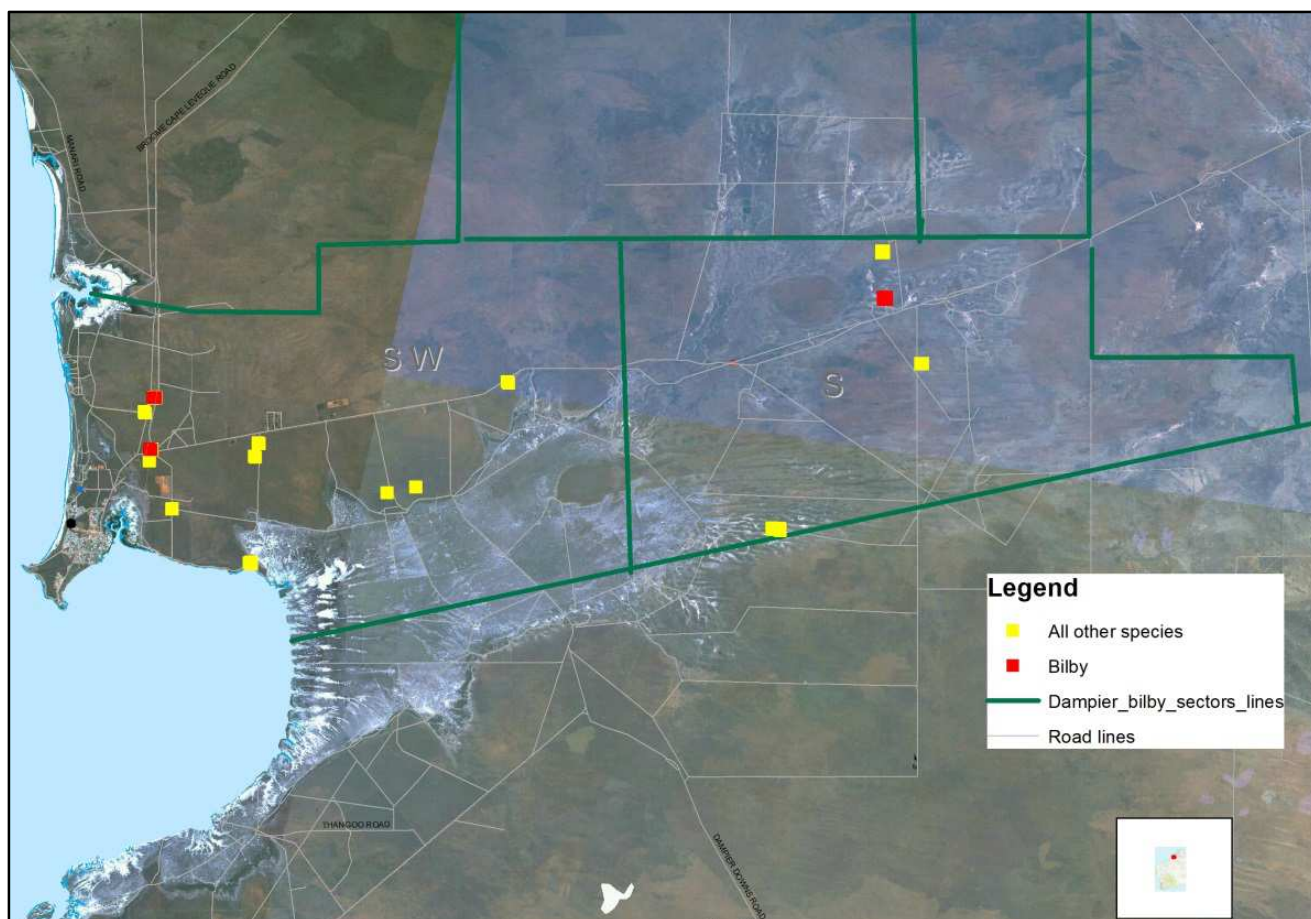 BROOME CAPE LEVEQUE ROAD
MANARI ROAD
S W
S
Legend
All other species
Bilby
Dampier_bilby_sectors_lines
Road lines
THANGOO ROAD
DAMPIER DOWNS ROAD